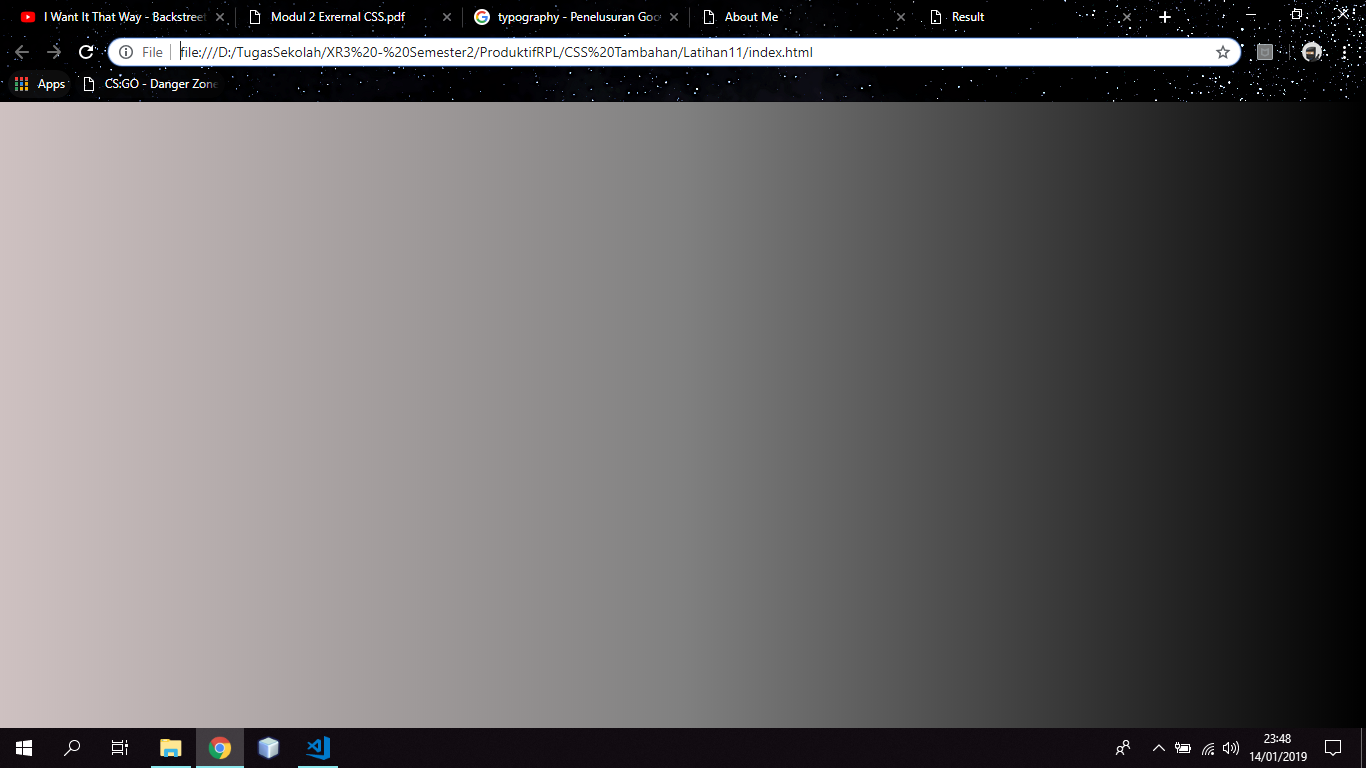 I Want It That Way - Backstreet
Modul 2 Exrernal CSS.pdf
typography - Penelusuran Goo
About Me
Result
File
file:///D:/TugasSekolah/XR3%20-%20Semester2/ProduktifRPL/CSS%20Tambahan/Latihan11/index.html
Apps
CS:GO - Danger Zone
23:48
14/01/2019